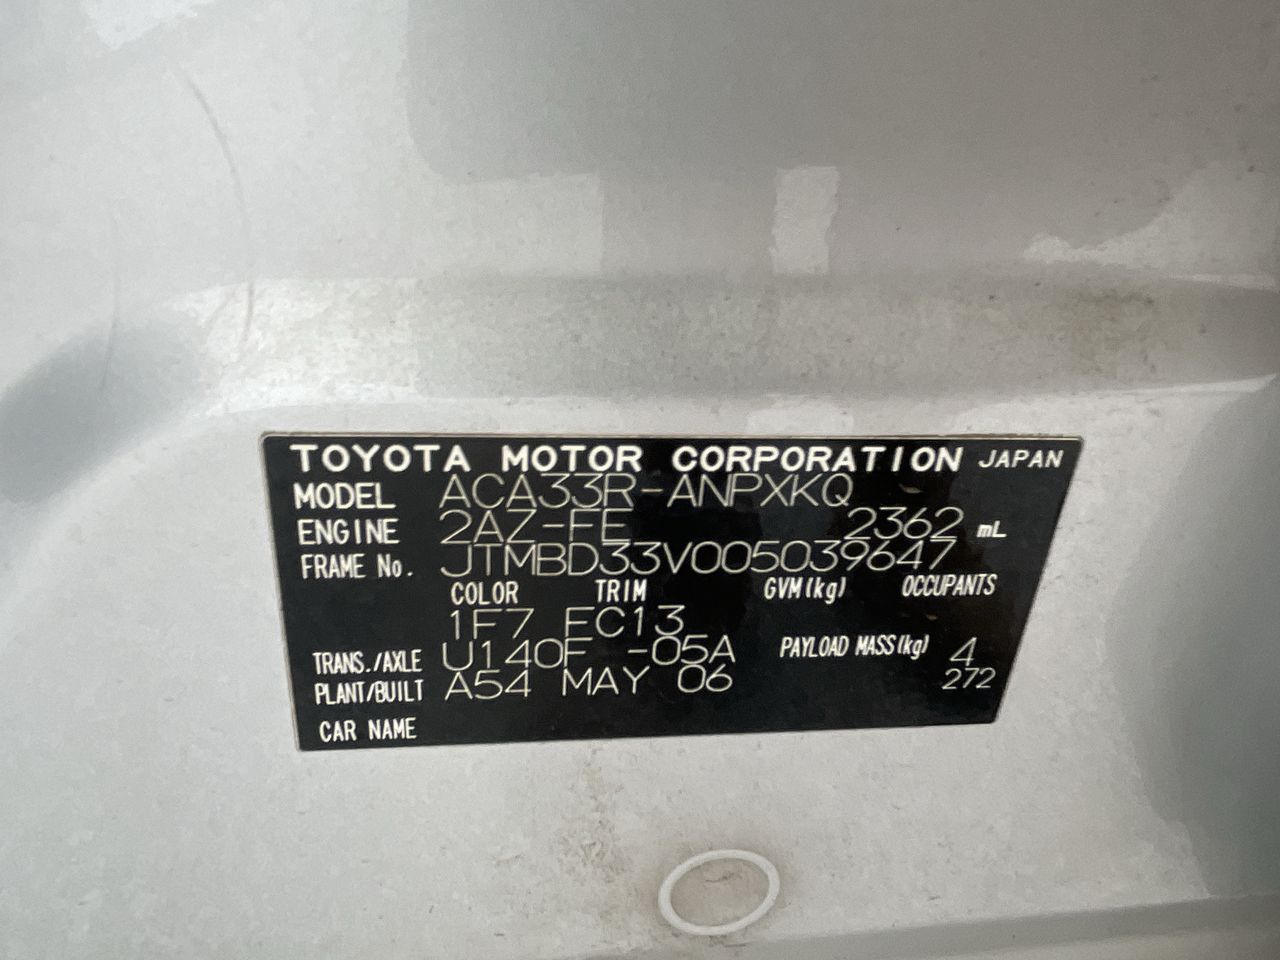 TOYOTA MOTOR CORPORATION JAPAN
MODEL ACA33R-ANPXKQ
ENGINE 2AZ-FE 2362 mL
FRAME No. JTMBD33V005039647
COLOR TRIM GVM(kg) OCCUPANTS
1F7 FC13
TRANS./AXLE U140F -05A PAYLOAD MASS(kg) 4
PLANT/BUILT A54 MAY 06 272
CAR NAME